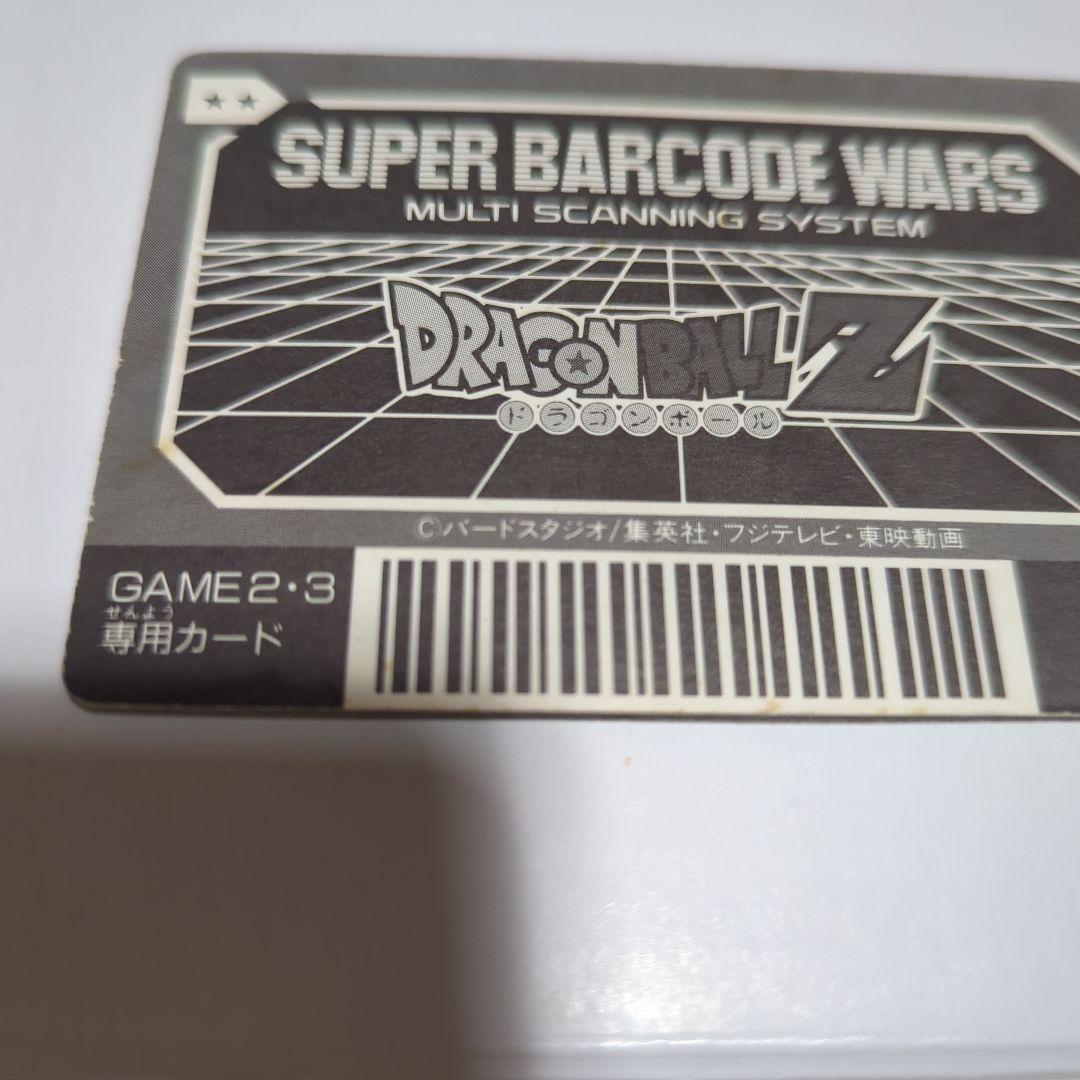 ★★
SUPER BARCODE WARS
MULTI SCANNING SYSTEM
DRAGON BALL Z
ドラゴンボール
©バードスタジオ/集英社・フジテレビ・東映動画
GAME2・3
せんよう
専用カード